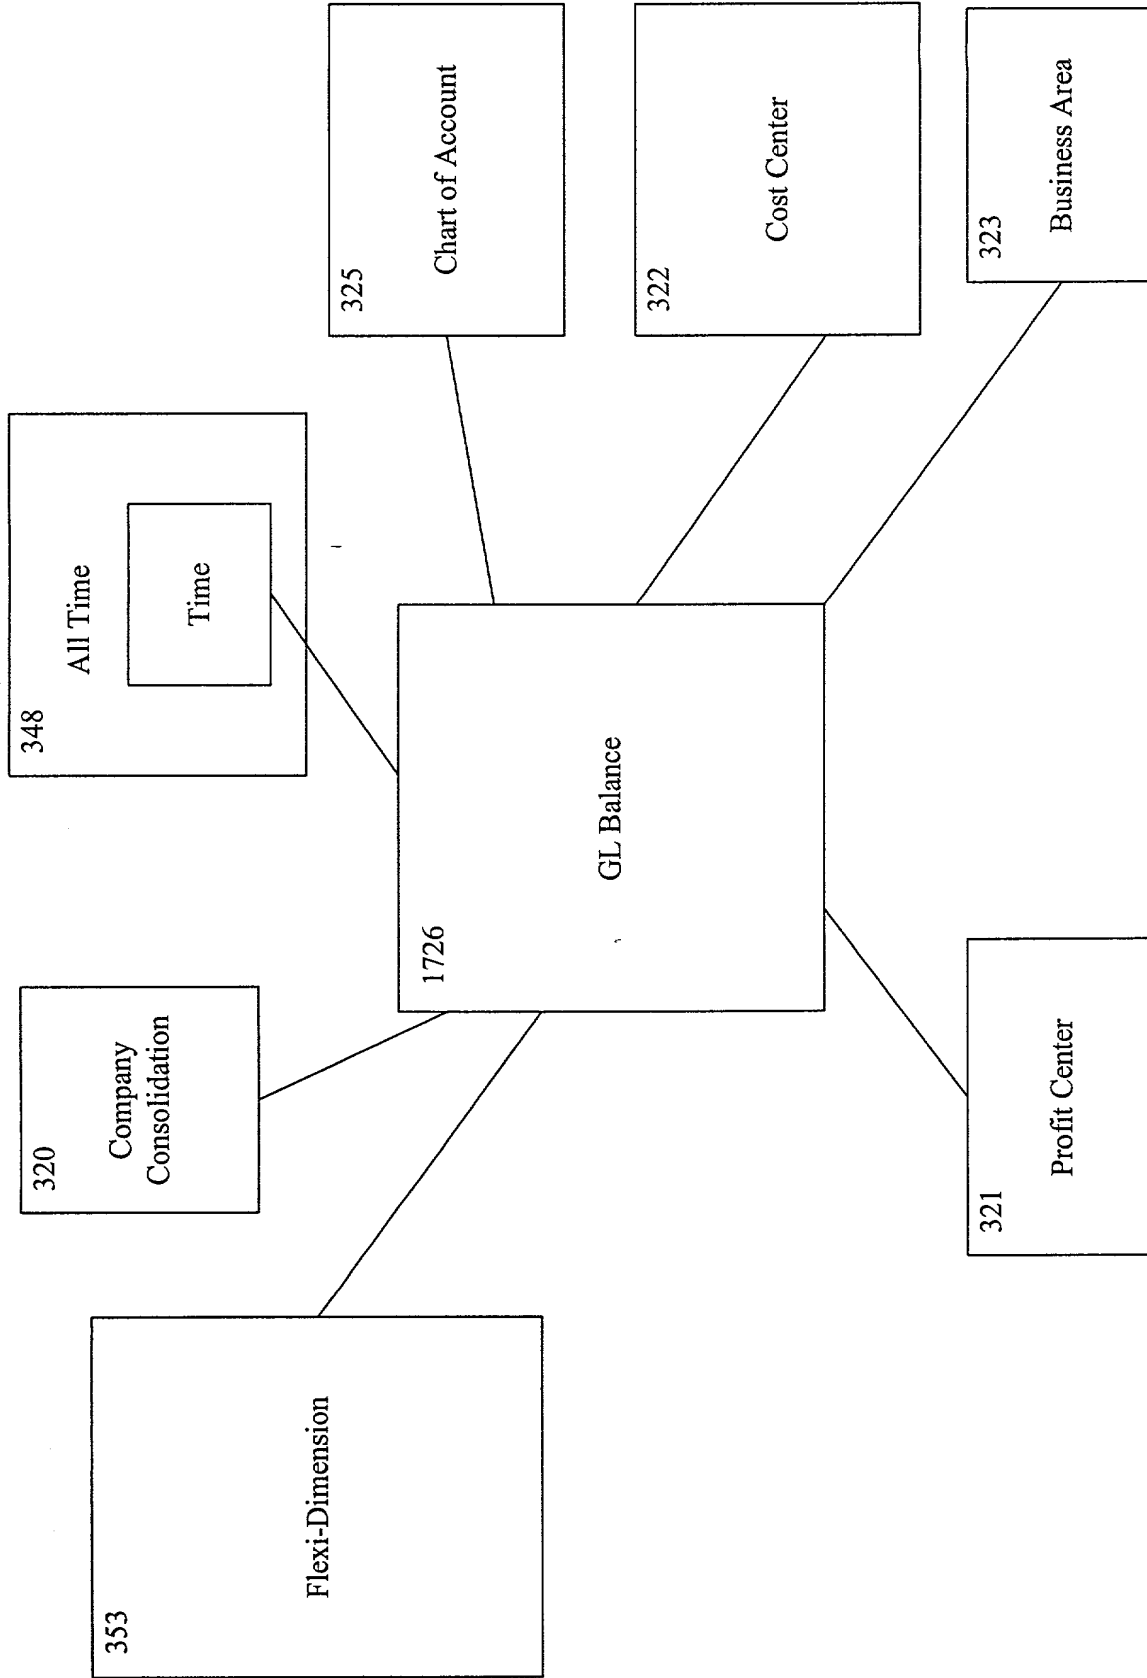 353
Flexi-Dimension
320
Company
Consolidation
348
All Time
Time
325
Chart of Account
1726
GL Balance
322
Cost Center
321
Profit Center
323
Business Area